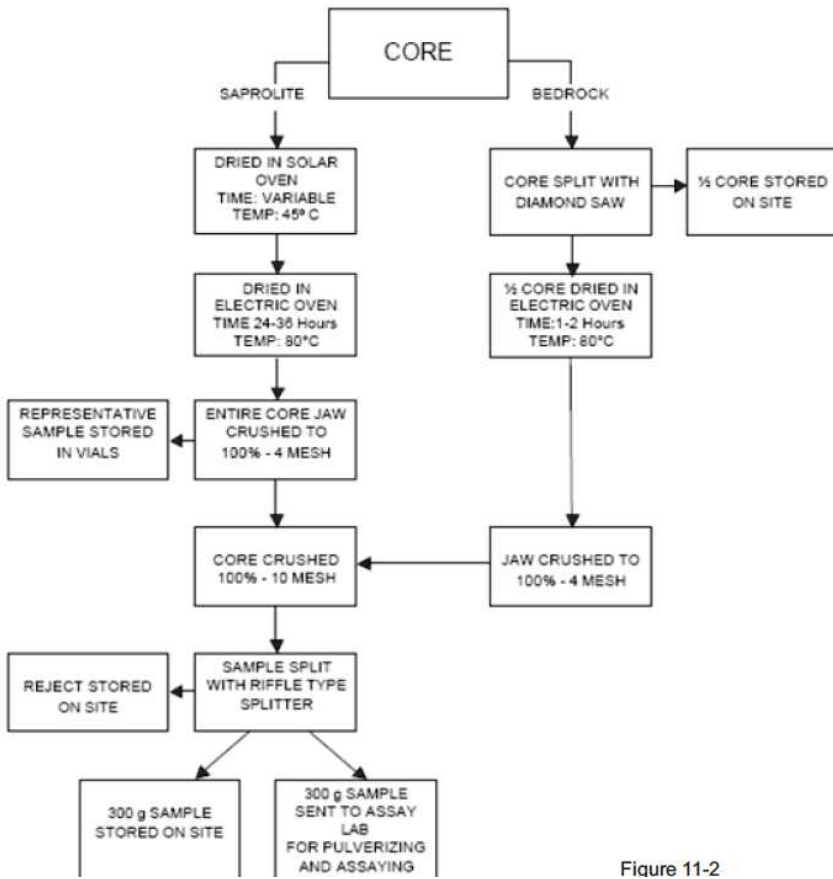 CORE
SAPROLITE
BEDROCK
DRIED IN SOLAR
OVEN
TIME: VARIABLE
TEMP: 45º C
CORE SPLIT WITH
DIAMOND SAW
½ CORE STORED
ON SITE
DRIED IN
ELECTRIC OVEN
TIME 24-36 Hours
TEMP: 80°C
½ CORE DRIED IN
ELECTRIC OVEN
TIME:1-2 Hours
TEMP: 80°C
REPRESENTATIVE
SAMPLE STORED
IN VIALS
ENTIRE CORE JAW
CRUSHED TO
100% - 4 MESH
CORE CRUSHED
100% - 10 MESH
JAW CRUSHED TO
100% - 4 MESH
REJECT STORED
ON SITE
SAMPLE SPLIT
WITH RIFFLE TYPE
SPLITTER
300 g SAMPLE
STORED ON SITE
300 g SAMPLE
SENT TO ASSAY
LAB
FOR PULVERIZING
AND ASSAYING
Figure 11-2